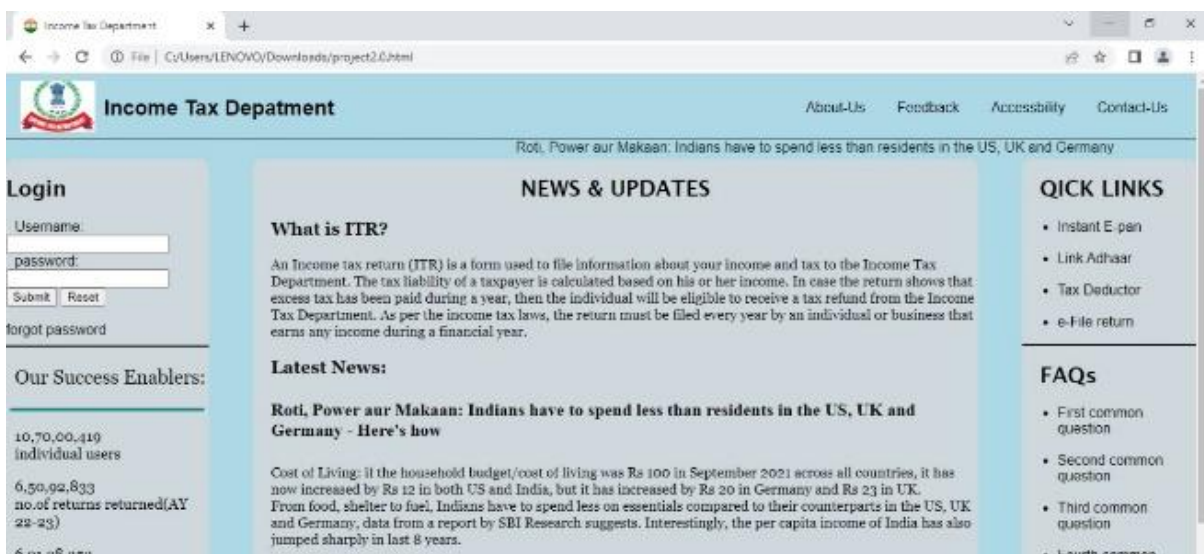 Income Tax Department
File | C:/Users/LENOVO/Downloads/project2.0.html
Income Tax Depatment
About-Us Feedback Accessbility Contact-Us
Roti, Power aur Makaan: Indians have to spend less than residents in the US, UK and Germany
Login
Username:
password:
Submit Reset
forgot password
Our Success Enablers:
10,70,00,419
individual users
6,50,92,833
no.of returns returned(AY
22-23)
NEWS & UPDATES
What is ITR?
An Income tax return (ITR) is a form used to file information about your income and tax to the Income Tax
Department. The tax liability of a taxpayer is calculated based on his or her income. In case the return shows that
excess tax has been paid during a year, then the individual will be eligible to receive a tax refund from the Income
Tax Department. As per the income tax laws, the return must be filed every year by an individual or business that
earns any income during a financial year.
Latest News:
Roti, Power aur Makaan: Indians have to spend less than residents in the US, UK and
Germany - Here's how
Cost of Living: if the household budget/cost of living was Rs 100 in September 2021 across all countries, it has
now increased by Rs 12 in both US and India, but it has increased by Rs 20 in Germany and Rs 23 in UK.
From food, shelter to fuel, Indians have to spend less on essentials compared to their counterparts in the US, UK
and Germany, data from a report by SBI Research suggests. Interestingly, the per capita income of India has also
jumped sharply in last 8 years.
QICK LINKS
Instant E-pan
Link Adhaar
Tax Deductor
e-File return
FAQs
First common
question
Second common
question
Third common
question